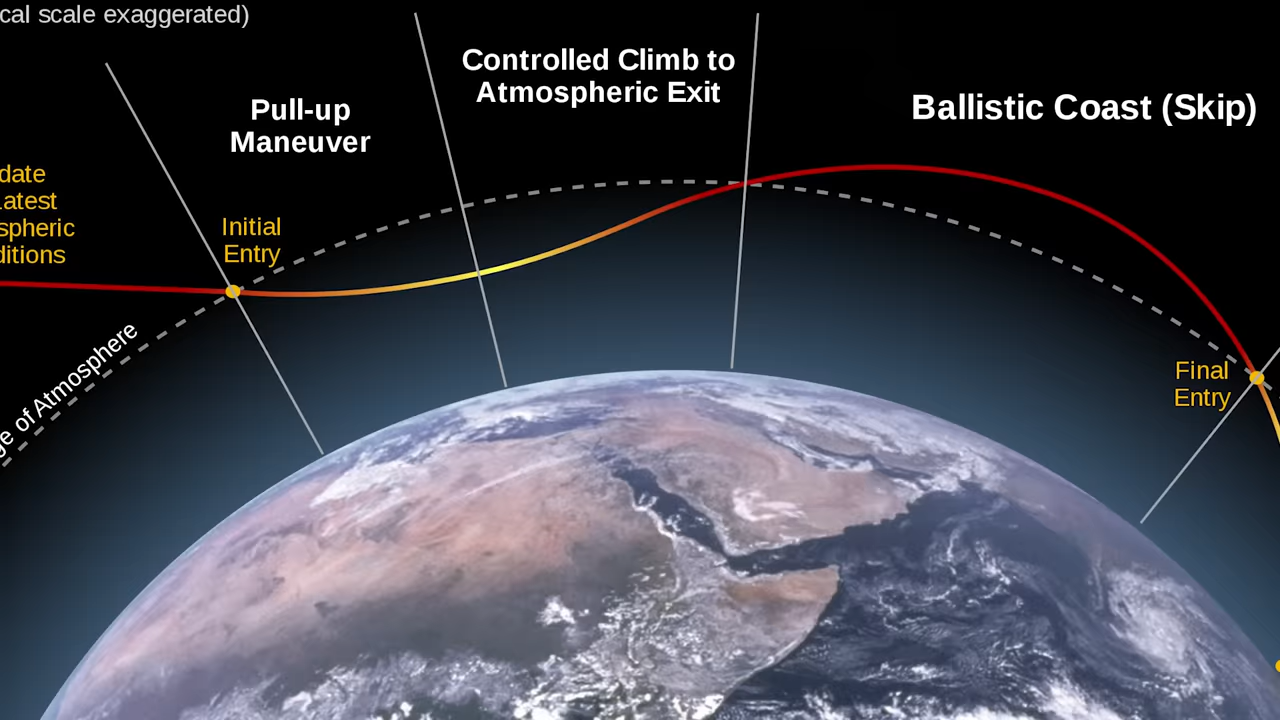 cal scale exaggerated)
Controlled Climb to
Atmospheric Exit
Pull-up
Maneuver
Ballistic Coast (Skip)
date
atest
spheric
ditions
Initial
Entry
ge of Atmosphere
Final
Entry